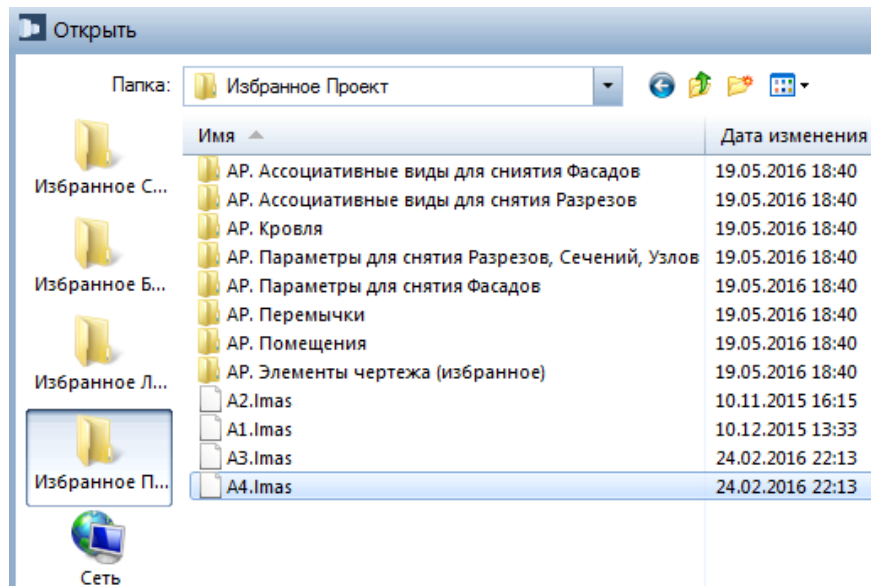 Открыть
Папка: Избранное Проект
Имя Дата изменения
АР. Ассоциативные виды для сниятия Фасадов 19.05.2016 18:40
АР. Ассоциативные виды для снятия Разрезов 19.05.2016 18:40
АР. Кровля 19.05.2016 18:40
АР. Параметры для снятия Разрезов, Сечений, Узлов 19.05.2016 18:40
АР. Параметры для снятия Фасадов 19.05.2016 18:40
АР. Перемычки 19.05.2016 18:40
АР. Помещения 19.05.2016 18:40
АР. Элементы чертежа (избранное) 19.05.2016 18:40
A2.lmas 10.11.2015 16:15
A1.lmas 10.12.2015 13:33
A3.lmas 24.02.2016 22:13
A4.lmas 24.02.2016 22:13
Избранное С...
Избранное Б...
Избранное Л...
Избранное П...
Сеть